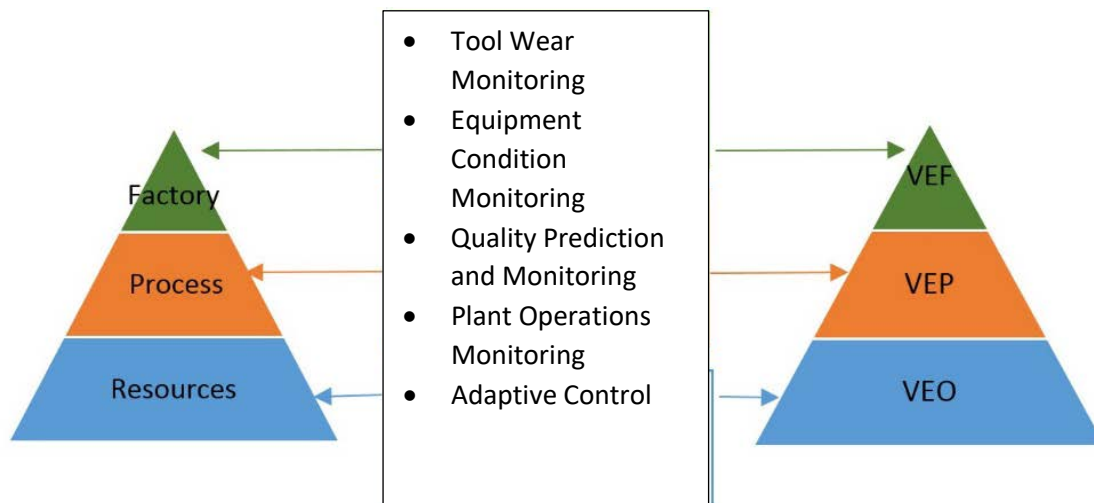 • Tool Wear
Monitoring
• Equipment
Condition
Monitoring
• Quality Prediction
and Monitoring
• Plant Operations
Monitoring
• Adaptive Control
Factory
Process
Resources
VEF
VEP
VEO